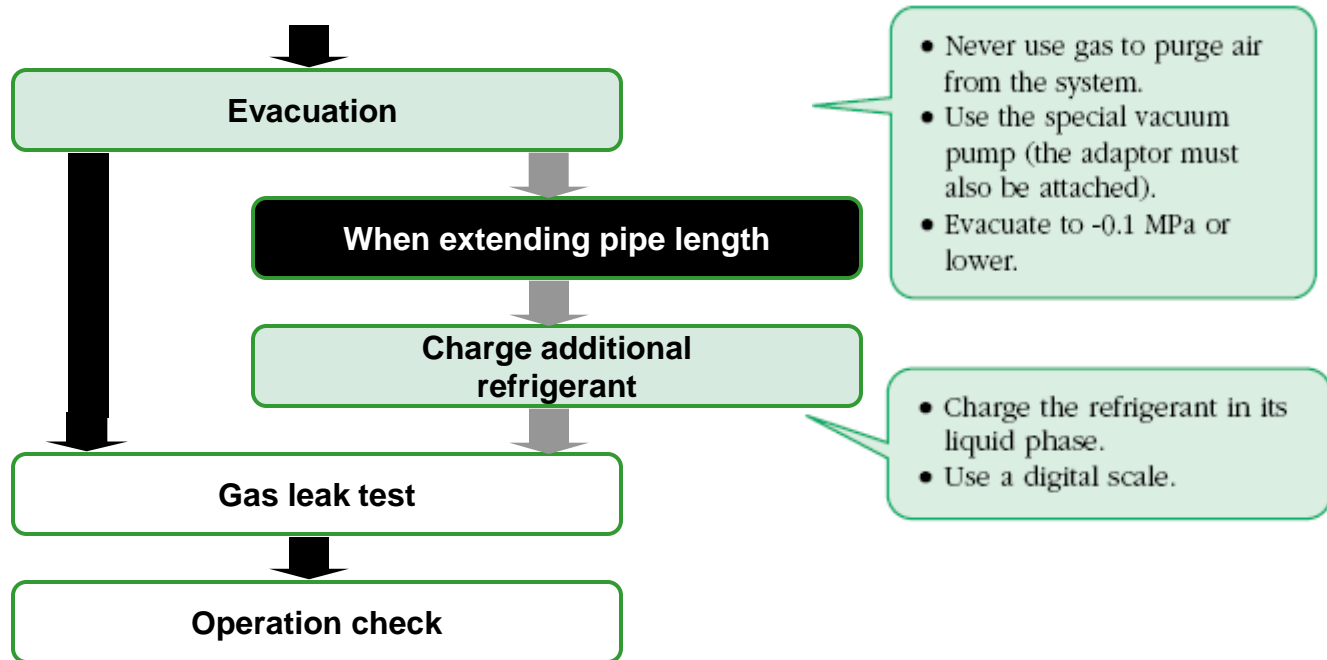 Evacuation
• Never use gas to purge air
from the system.
• Use the special vacuum
pump (the adaptor must
also be attached).
• Evacuate to -0.1 MPa or
lower.
When extending pipe length
Charge additional
refrigerant
• Charge the refrigerant in its
liquid phase.
• Use a digital scale.
Gas leak test
Operation check